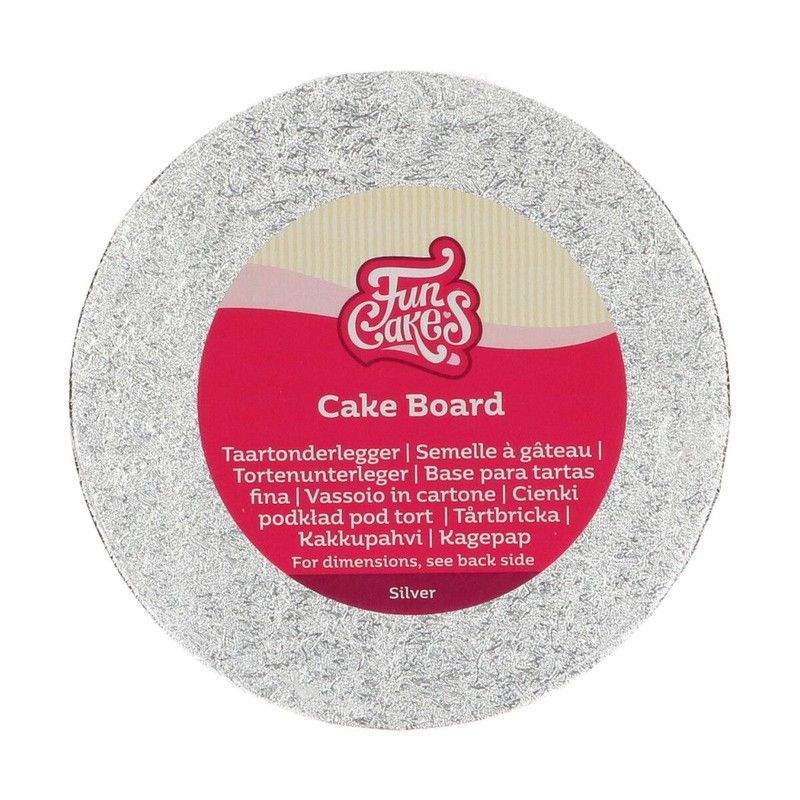 Fun
Cakes
Cake Board
Taartonderlegger | Semelle à gâteau |
Tortenunterleger | Base para tartas
fina | Vassoio in cartone | Cienki
podkład pod tort | Tårtbricka |
Kakkupahvi | Kagepap
For dimensions, see back side
Silver